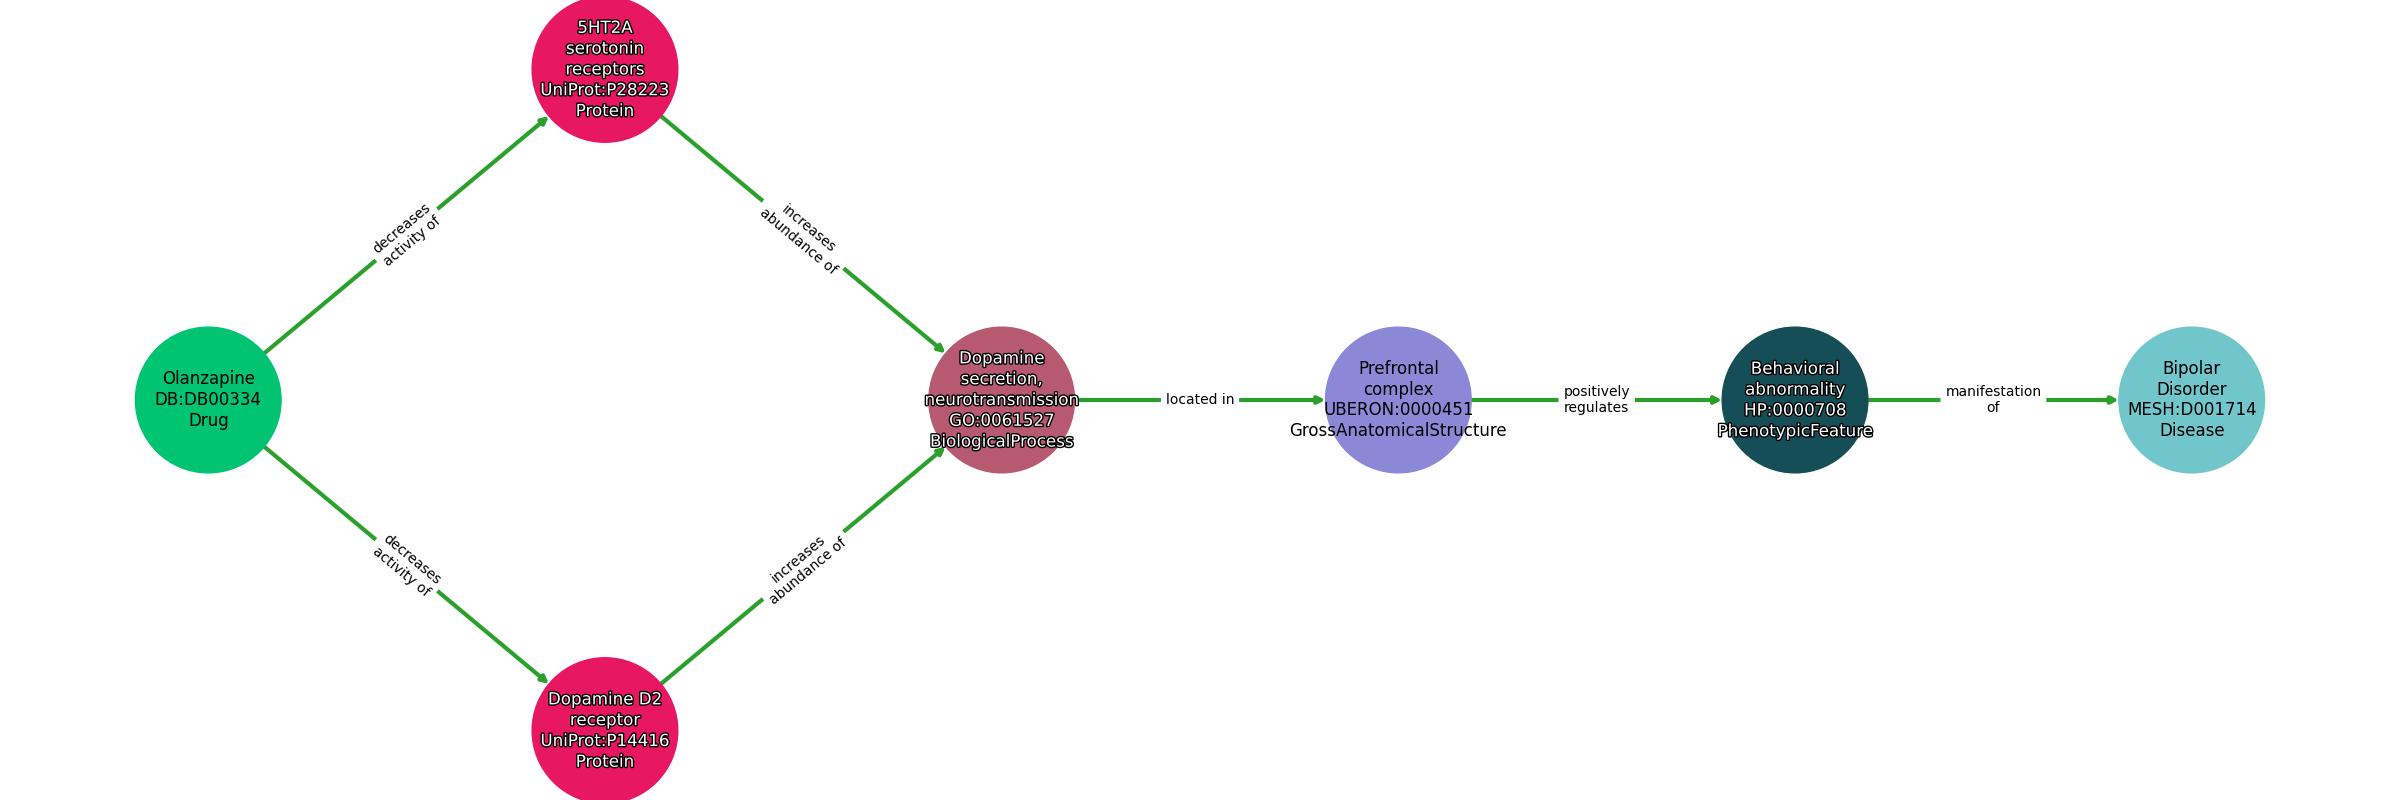 5HT2A
serotonin
receptors
UniProt:P28223
Protein
decreases
activity of
increases
abundance of
Olanzapine
DB:DB00334
Drug
Dopamine
secretion,
neurotransmission
GO:0061527
BiologicalProcess
located in
Prefrontal
complex
UBERON:0000451
GrossAnatomicalStructure
positively
regulates
Behavioral
abnormality
HP:0000708
PhenotypicFeature
manifestation
of
Bipolar
Disorder
MESH:D001714
Disease
decreases
activity of
increases
abundance of
Dopamine D2
receptor
UniProt:P14416
Protein